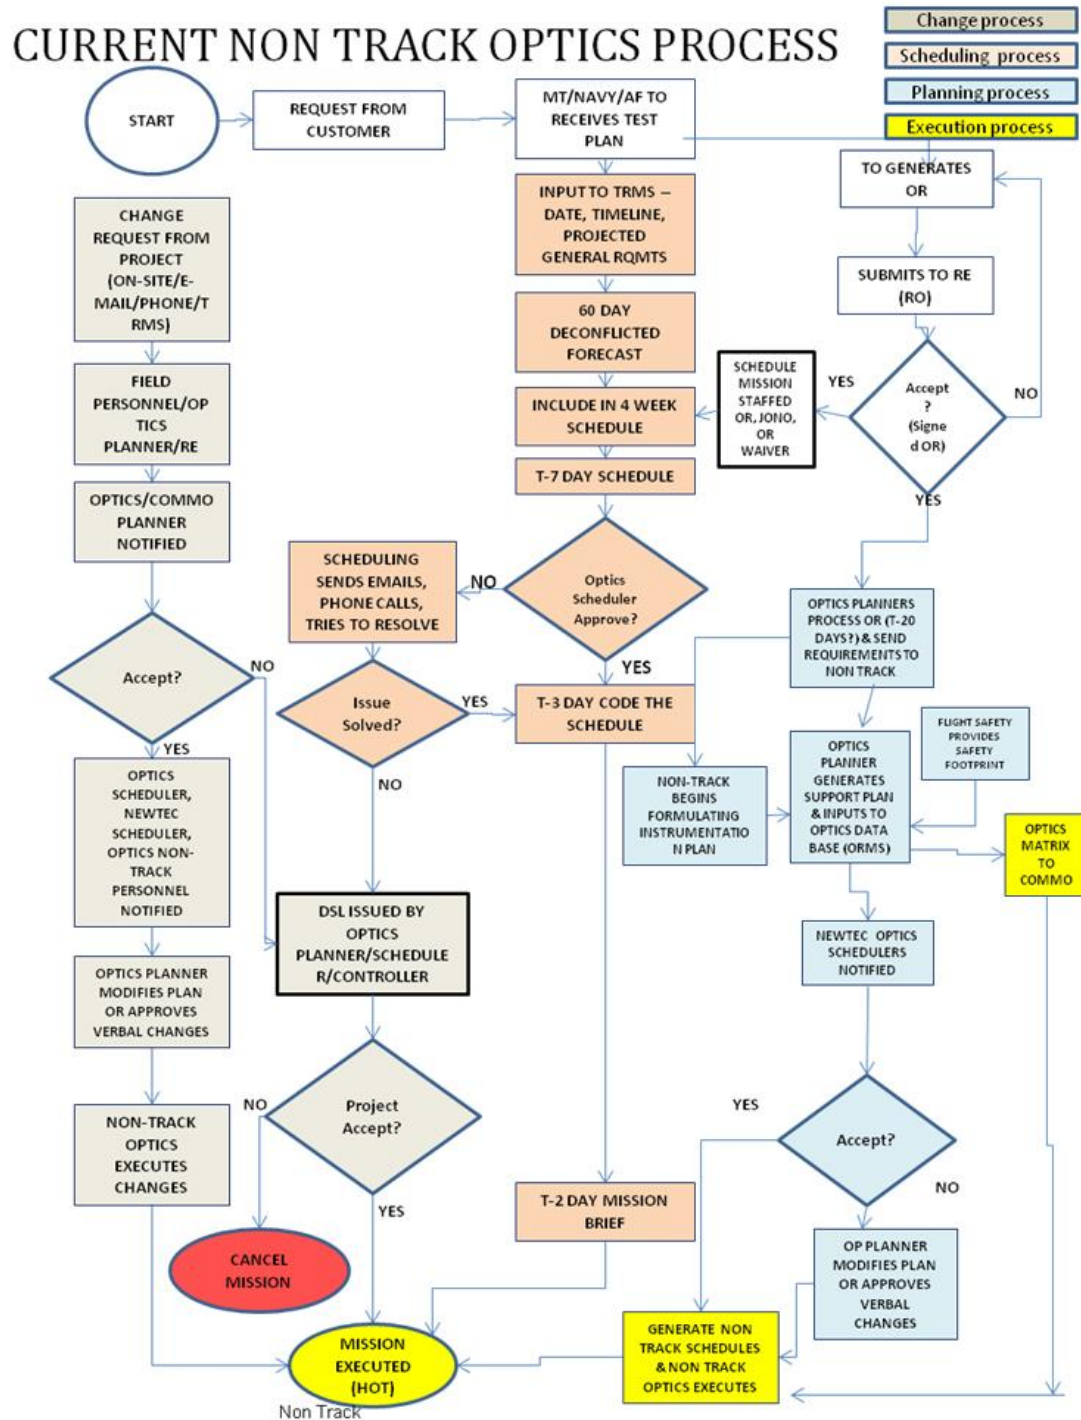 CURRENT NON TRACK OPTICS PROCESS
Change process
Scheduling process
Planning process
Execution process
START
REQUEST FROM
CUSTOMER
MT/NAVY/AF TO
RECEIVES TEST
PLAN
TO GENERATES
OR
SUBMITS TO RE
(RO)
Accept
?
(Signe
d OR)
YES
NO
YES
SCHEDULE
MISSION
STAFFED
OR, JONO,
OR
WAIVER
INPUT TO TRMS –
DATE, TIMELINE,
PROJECTED
GENERAL RQMTS
60 DAY
DECONFLICTED
FORECAST
INCLUDE IN 4 WEEK
SCHEDULE
T-7 DAY SCHEDULE
Optics
Scheduler
Approve?
NO
YES
SCHEDULING
SENDS EMAILS,
PHONE CALLS,
TRIES TO RESOLVE
Issue
Solved?
YES
NO
T-3 DAY CODE THE
SCHEDULE
CHANGE
REQUEST FROM
PROJECT
(ON-SITE/E-
MAIL/PHONE/T
RMS)
FIELD
PERSONNEL/OP
TICS
PLANNER/RE
OPTICS/COMMO
PLANNER
NOTIFIED
Accept?
NO
YES
OPTICS
SCHEDULER,
NEWTEC
SCHEDULER,
OPTICS NON-
TRACK
PERSONNEL
NOTIFIED
OPTICS PLANNER
MODIFIES PLAN
OR APPROVES
VERBAL CHANGES
NON-TRACK
OPTICS
EXECUTES
CHANGES
DSL ISSUED BY
OPTICS
PLANNER/SCHEDULE
R/CONTROLLER
Project
Accept?
NO
YES
CANCEL
MISSION
MISSION
EXECUTED
(HOT)
Non Track
T-2 DAY MISSION
BRIEF
OPTICS PLANNERS
PROCESS OR (T-20
DAYS?) & SEND
REQUIREMENTS TO
NON TRACK
NON-TRACK
BEGINS
FORMULATING
INSTRUMENTATIO
N PLAN
OPTICS
PLANNER
GENERATES
SUPPORT PLAN
& INPUTS TO
OPTICS DATA
BASE (ORMS)
FLIGHT SAFETY
PROVIDES
SAFETY
FOOTPRINT
OPTICS
MATRIX
TO
COMMO
NEWTEC OPTICS
SCHEDULERS
NOTIFIED
Accept?
YES
NO
OP PLANNER
MODIFIES PLAN
OR APPROVES
VERBAL
CHANGES
GENERATE NON
TRACK SCHEDULES
& NON TRACK
OPTICS EXECUTES